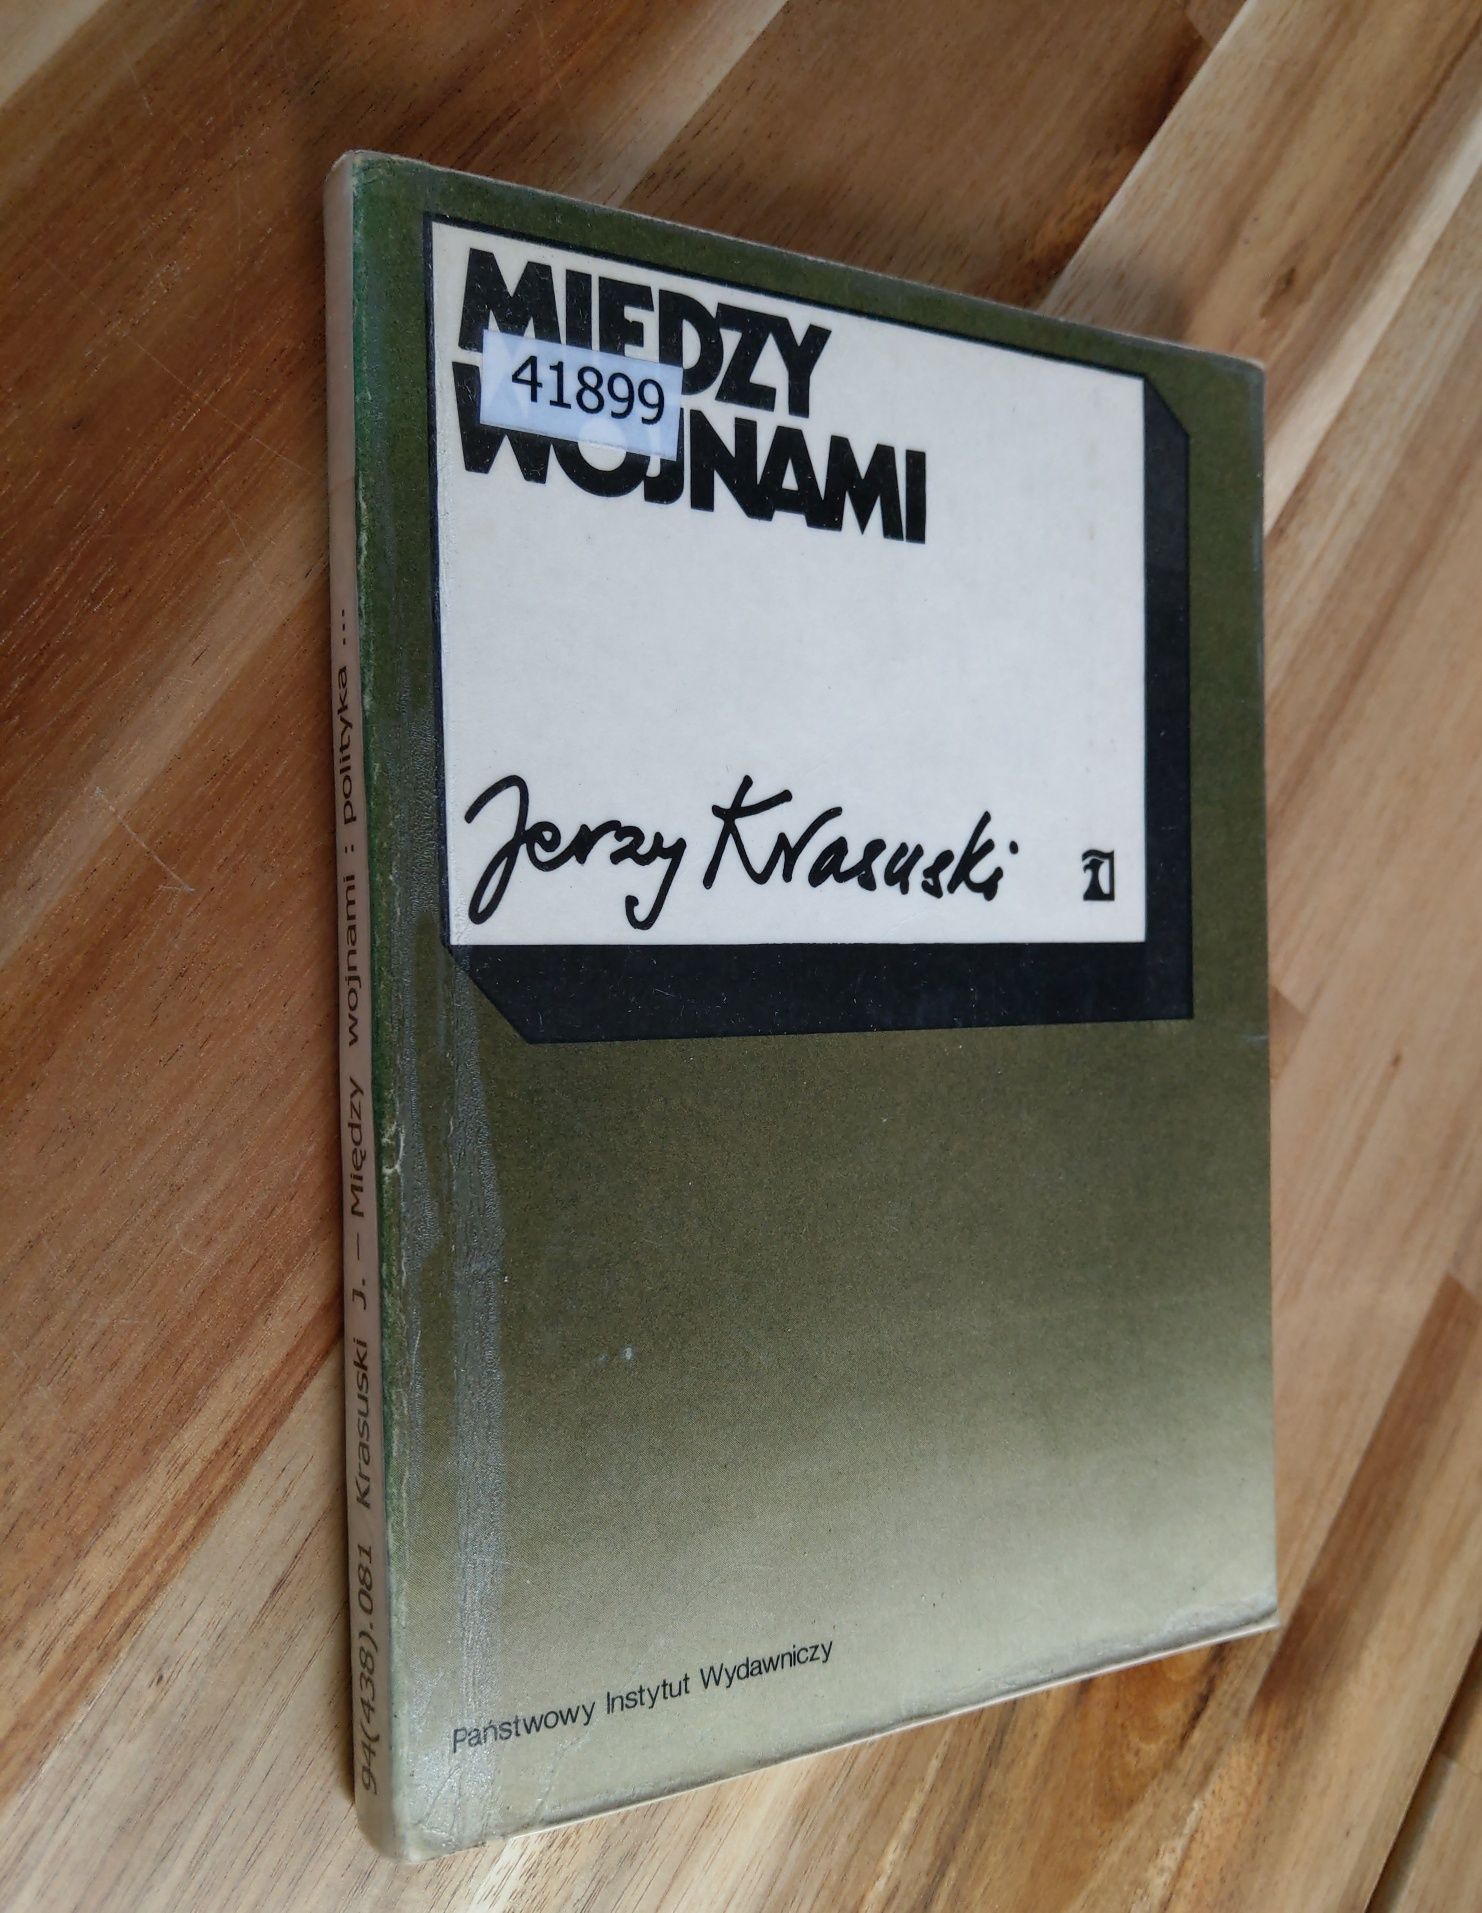 MIĘDZY
41899
WOJNAMI
Jerzy Krasuski
Państwowy Instytut Wydawniczy
94(438).081 Krasuski J. – Między wojnami : polityka ...